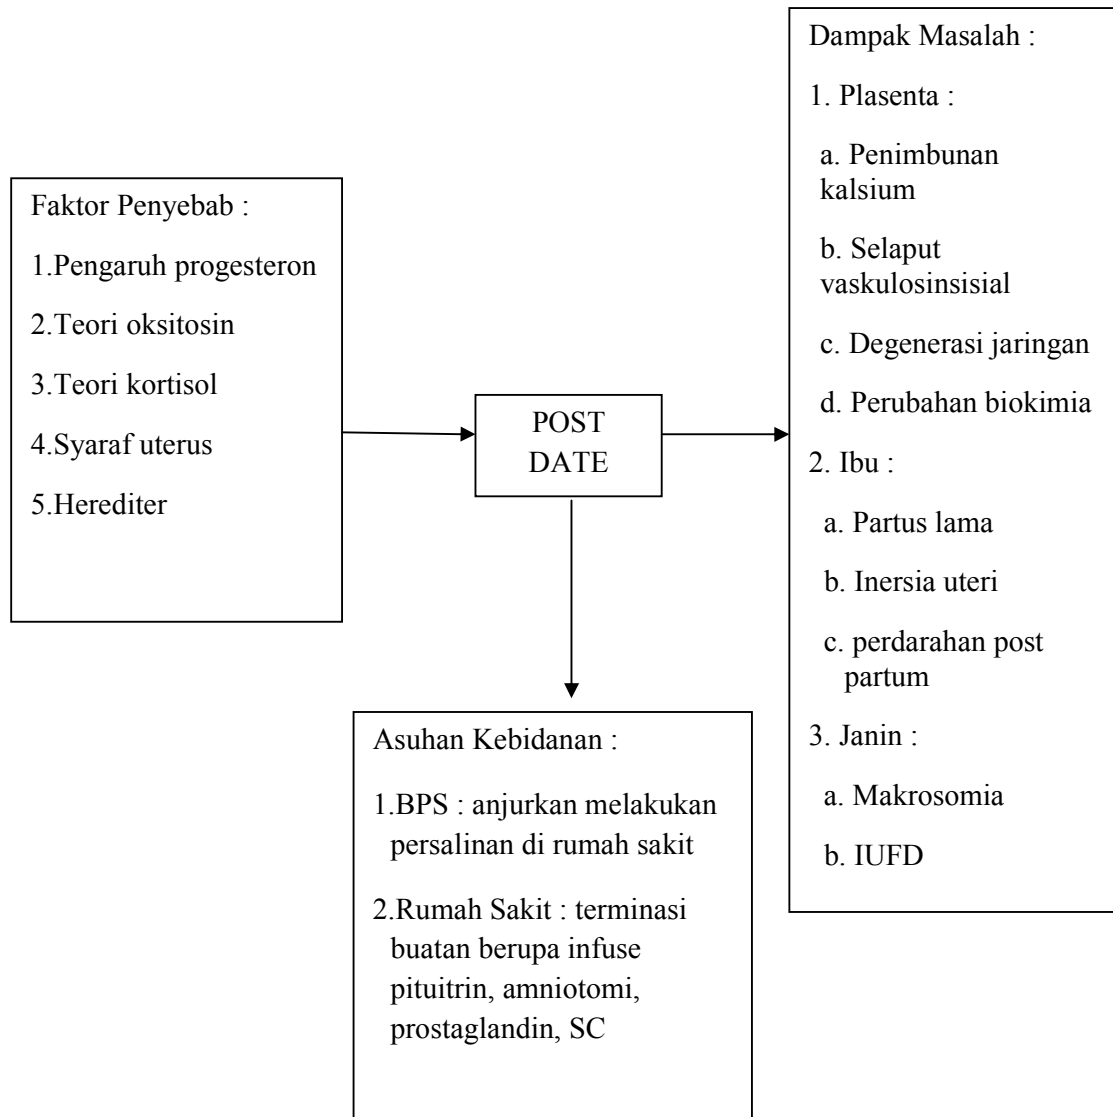 Faktor Penyebab :
1.Pengaruh progesteron
2.Teori oksitosin
3.Teori kortisol
4.Syaraf uterus
5.Herediter
POST
DATE
Dampak Masalah :
1. Plasenta :
a. Penimbunan
kalsium
b. Selaput
vaskulosinsisial
c. Degenerasi jaringan
d. Perubahan biokimia
2. Ibu :
a. Partus lama
b. Inersia uteri
c. perdarahan post
partum
3. Janin :
a. Makrosomia
b. IUFD
Asuhan Kebidanan :
1.BPS : anjurkan melakukan
persalinan di rumah sakit
2.Rumah Sakit : terminasi
buatan berupa infuse
pituitrin, amniotomi,
prostaglandin, SC